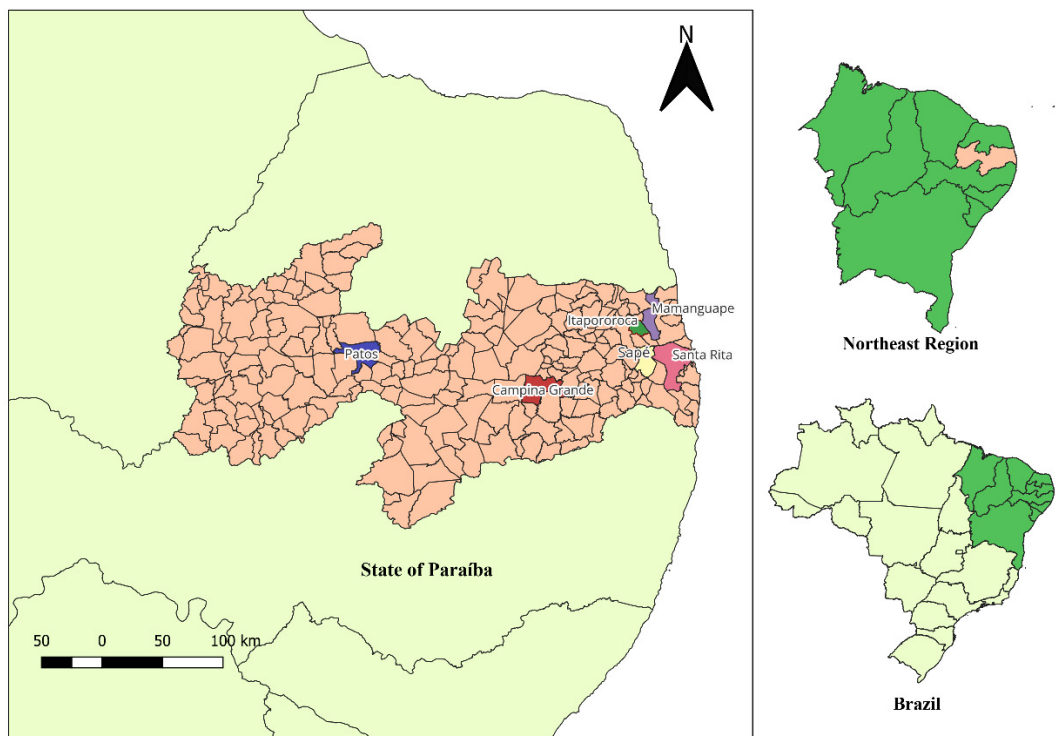 N
Mamanguape
Itapororoca
Sapé
Santa Rita
Patos
Campina Grande
State of Paraíba
50 0 50 100 km
Northeast Region
Brazil